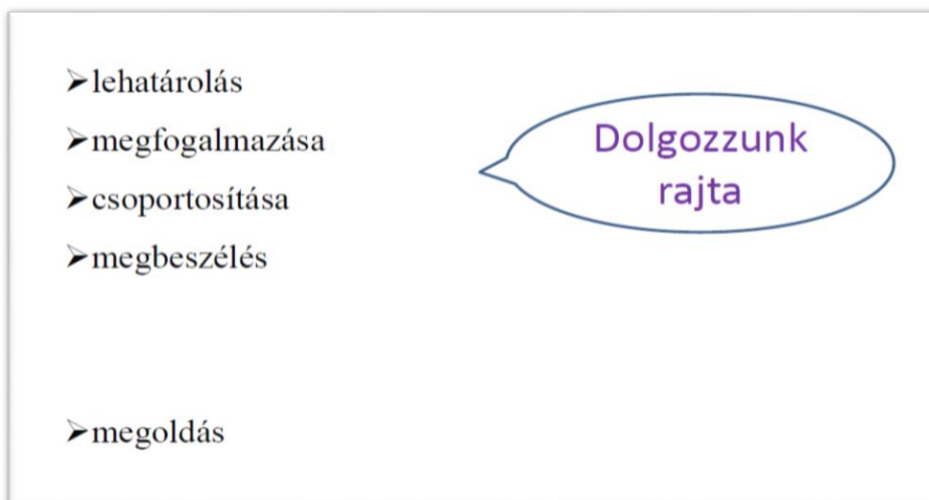 ➢lehatárolás
➢megfogalmazása
➢csoportosítása
➢megbeszélés
➢megoldás
Dolgozzunk
rajta